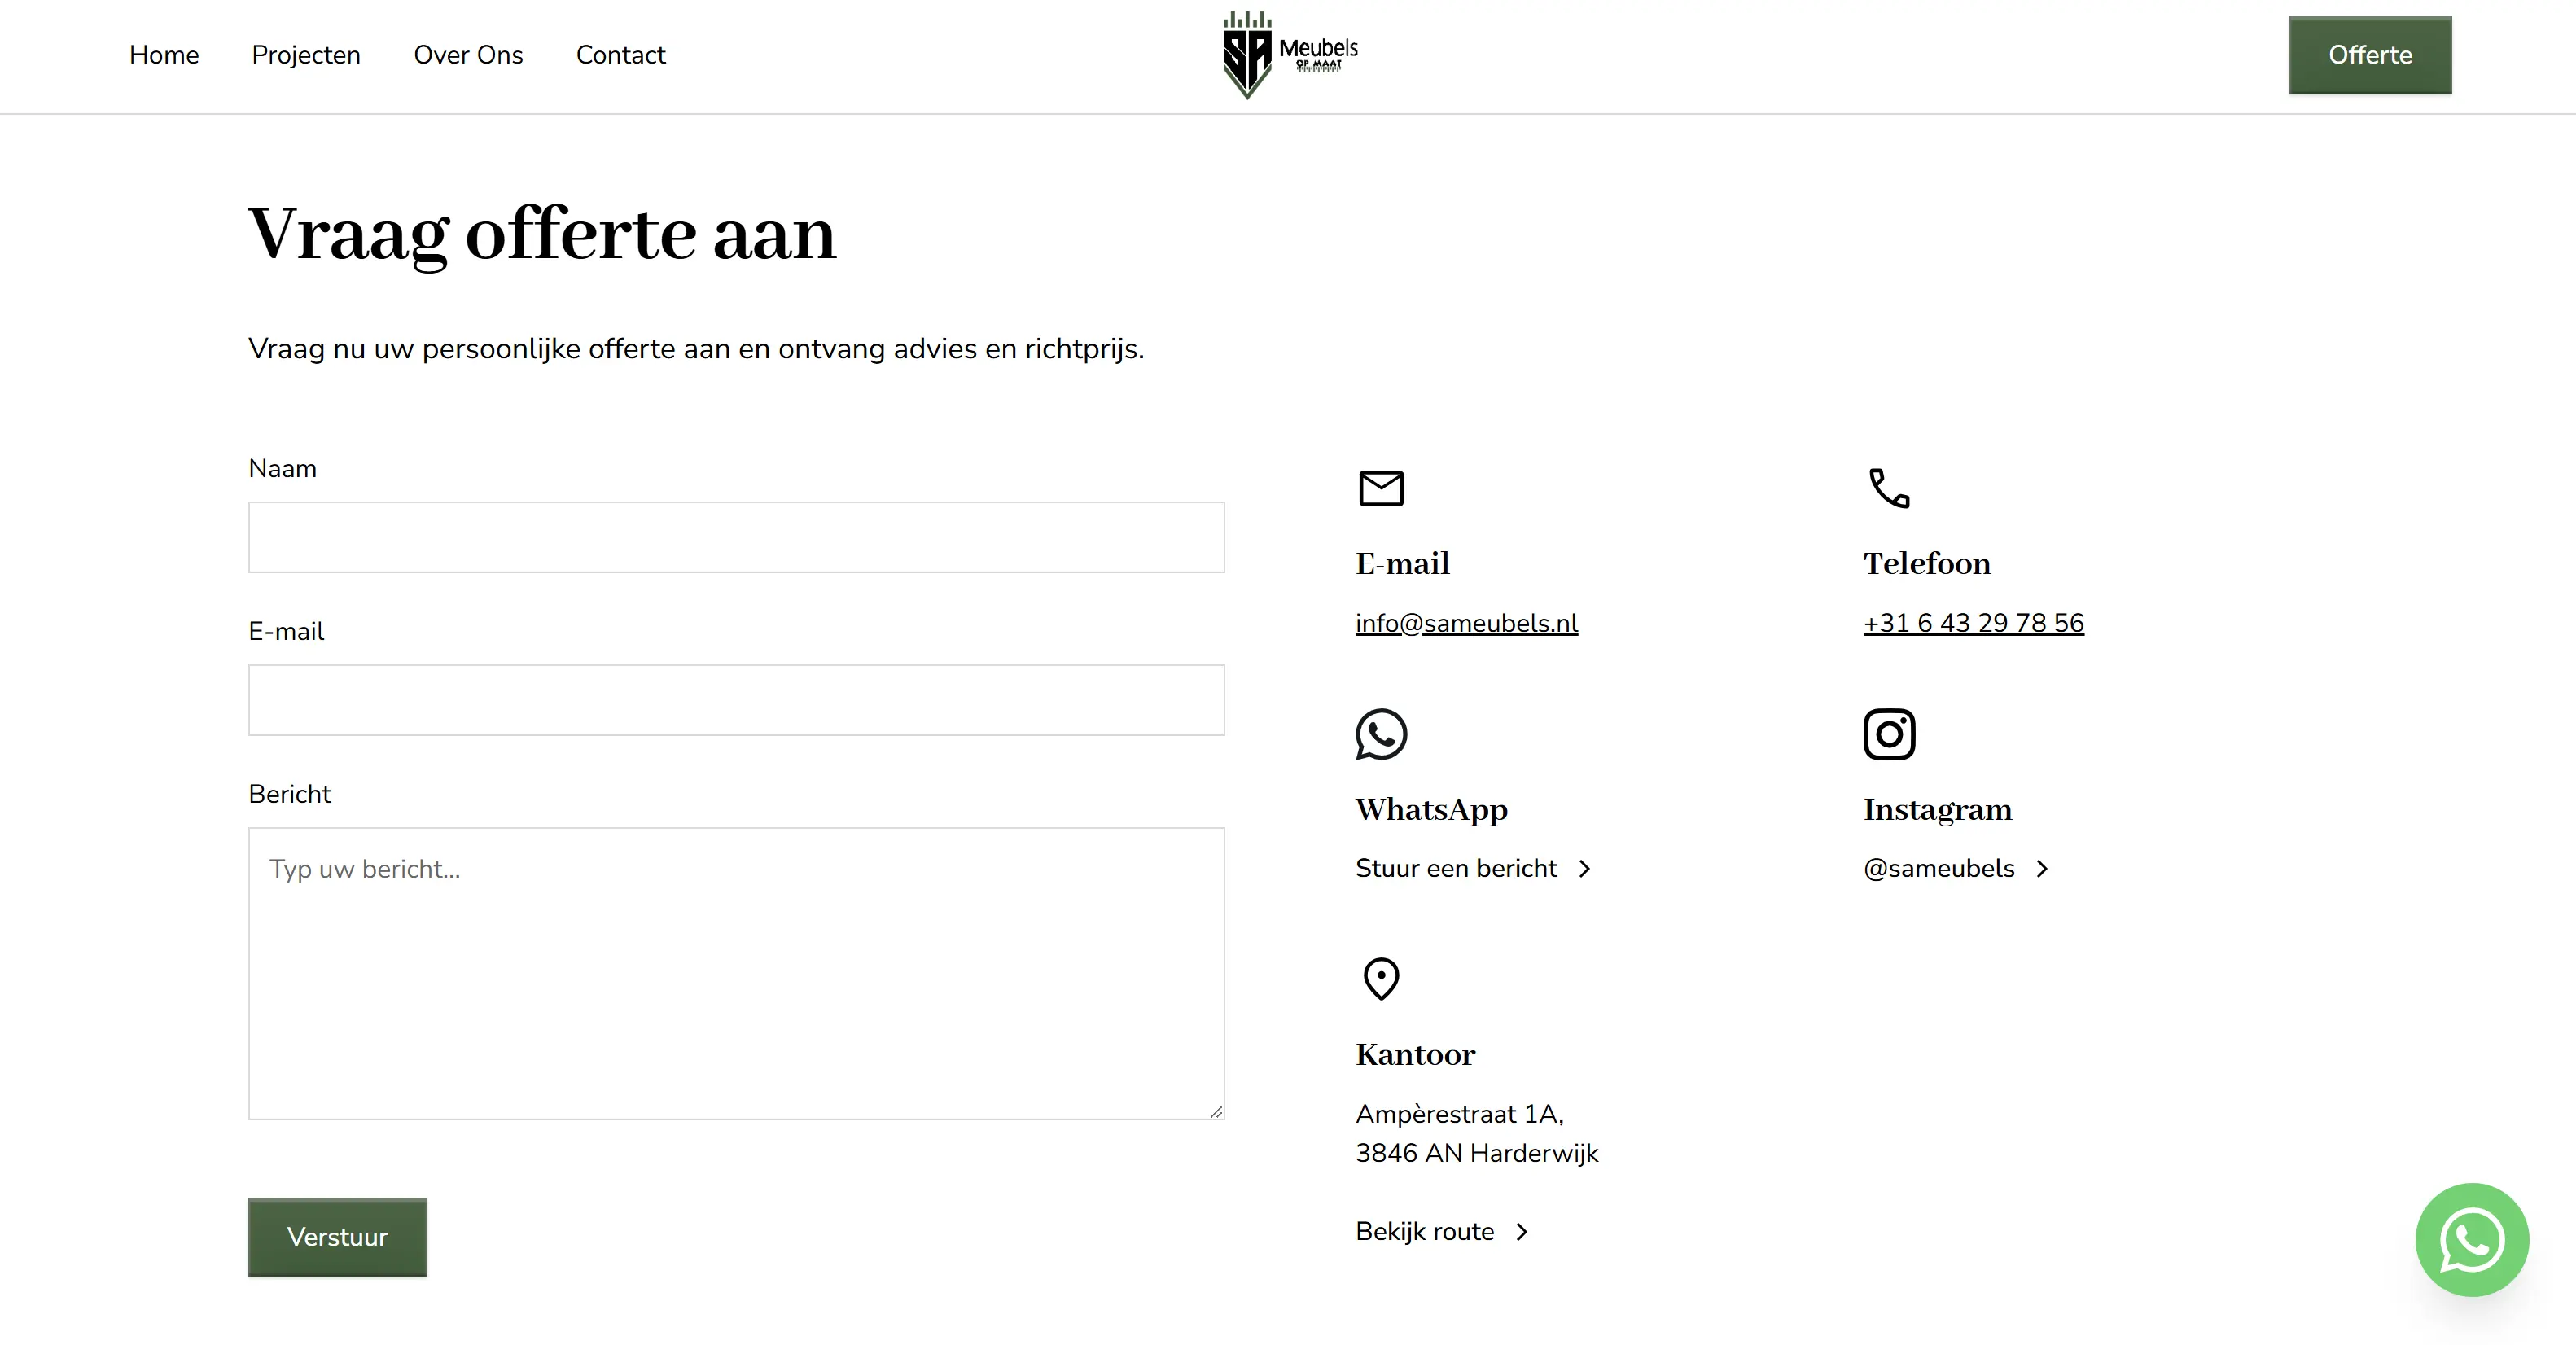 Home Projecten Over Ons Contact
SA Meubels
OP MAAT
Offerte
Vraag offerte aan
Vraag nu uw persoonlijke offerte aan en ontvang advies en richtprijs.
Naam
E-mail
Bericht
Typ uw bericht...
Verstuur
E-mail
info@sameubels.nl
Telefoon
+31 6 43 29 78 56
WhatsApp
Stuur een bericht
Instagram
@sameubels
Kantoor
Ampèrestraat 1A,
3846 AN Harderwijk
Bekijk route